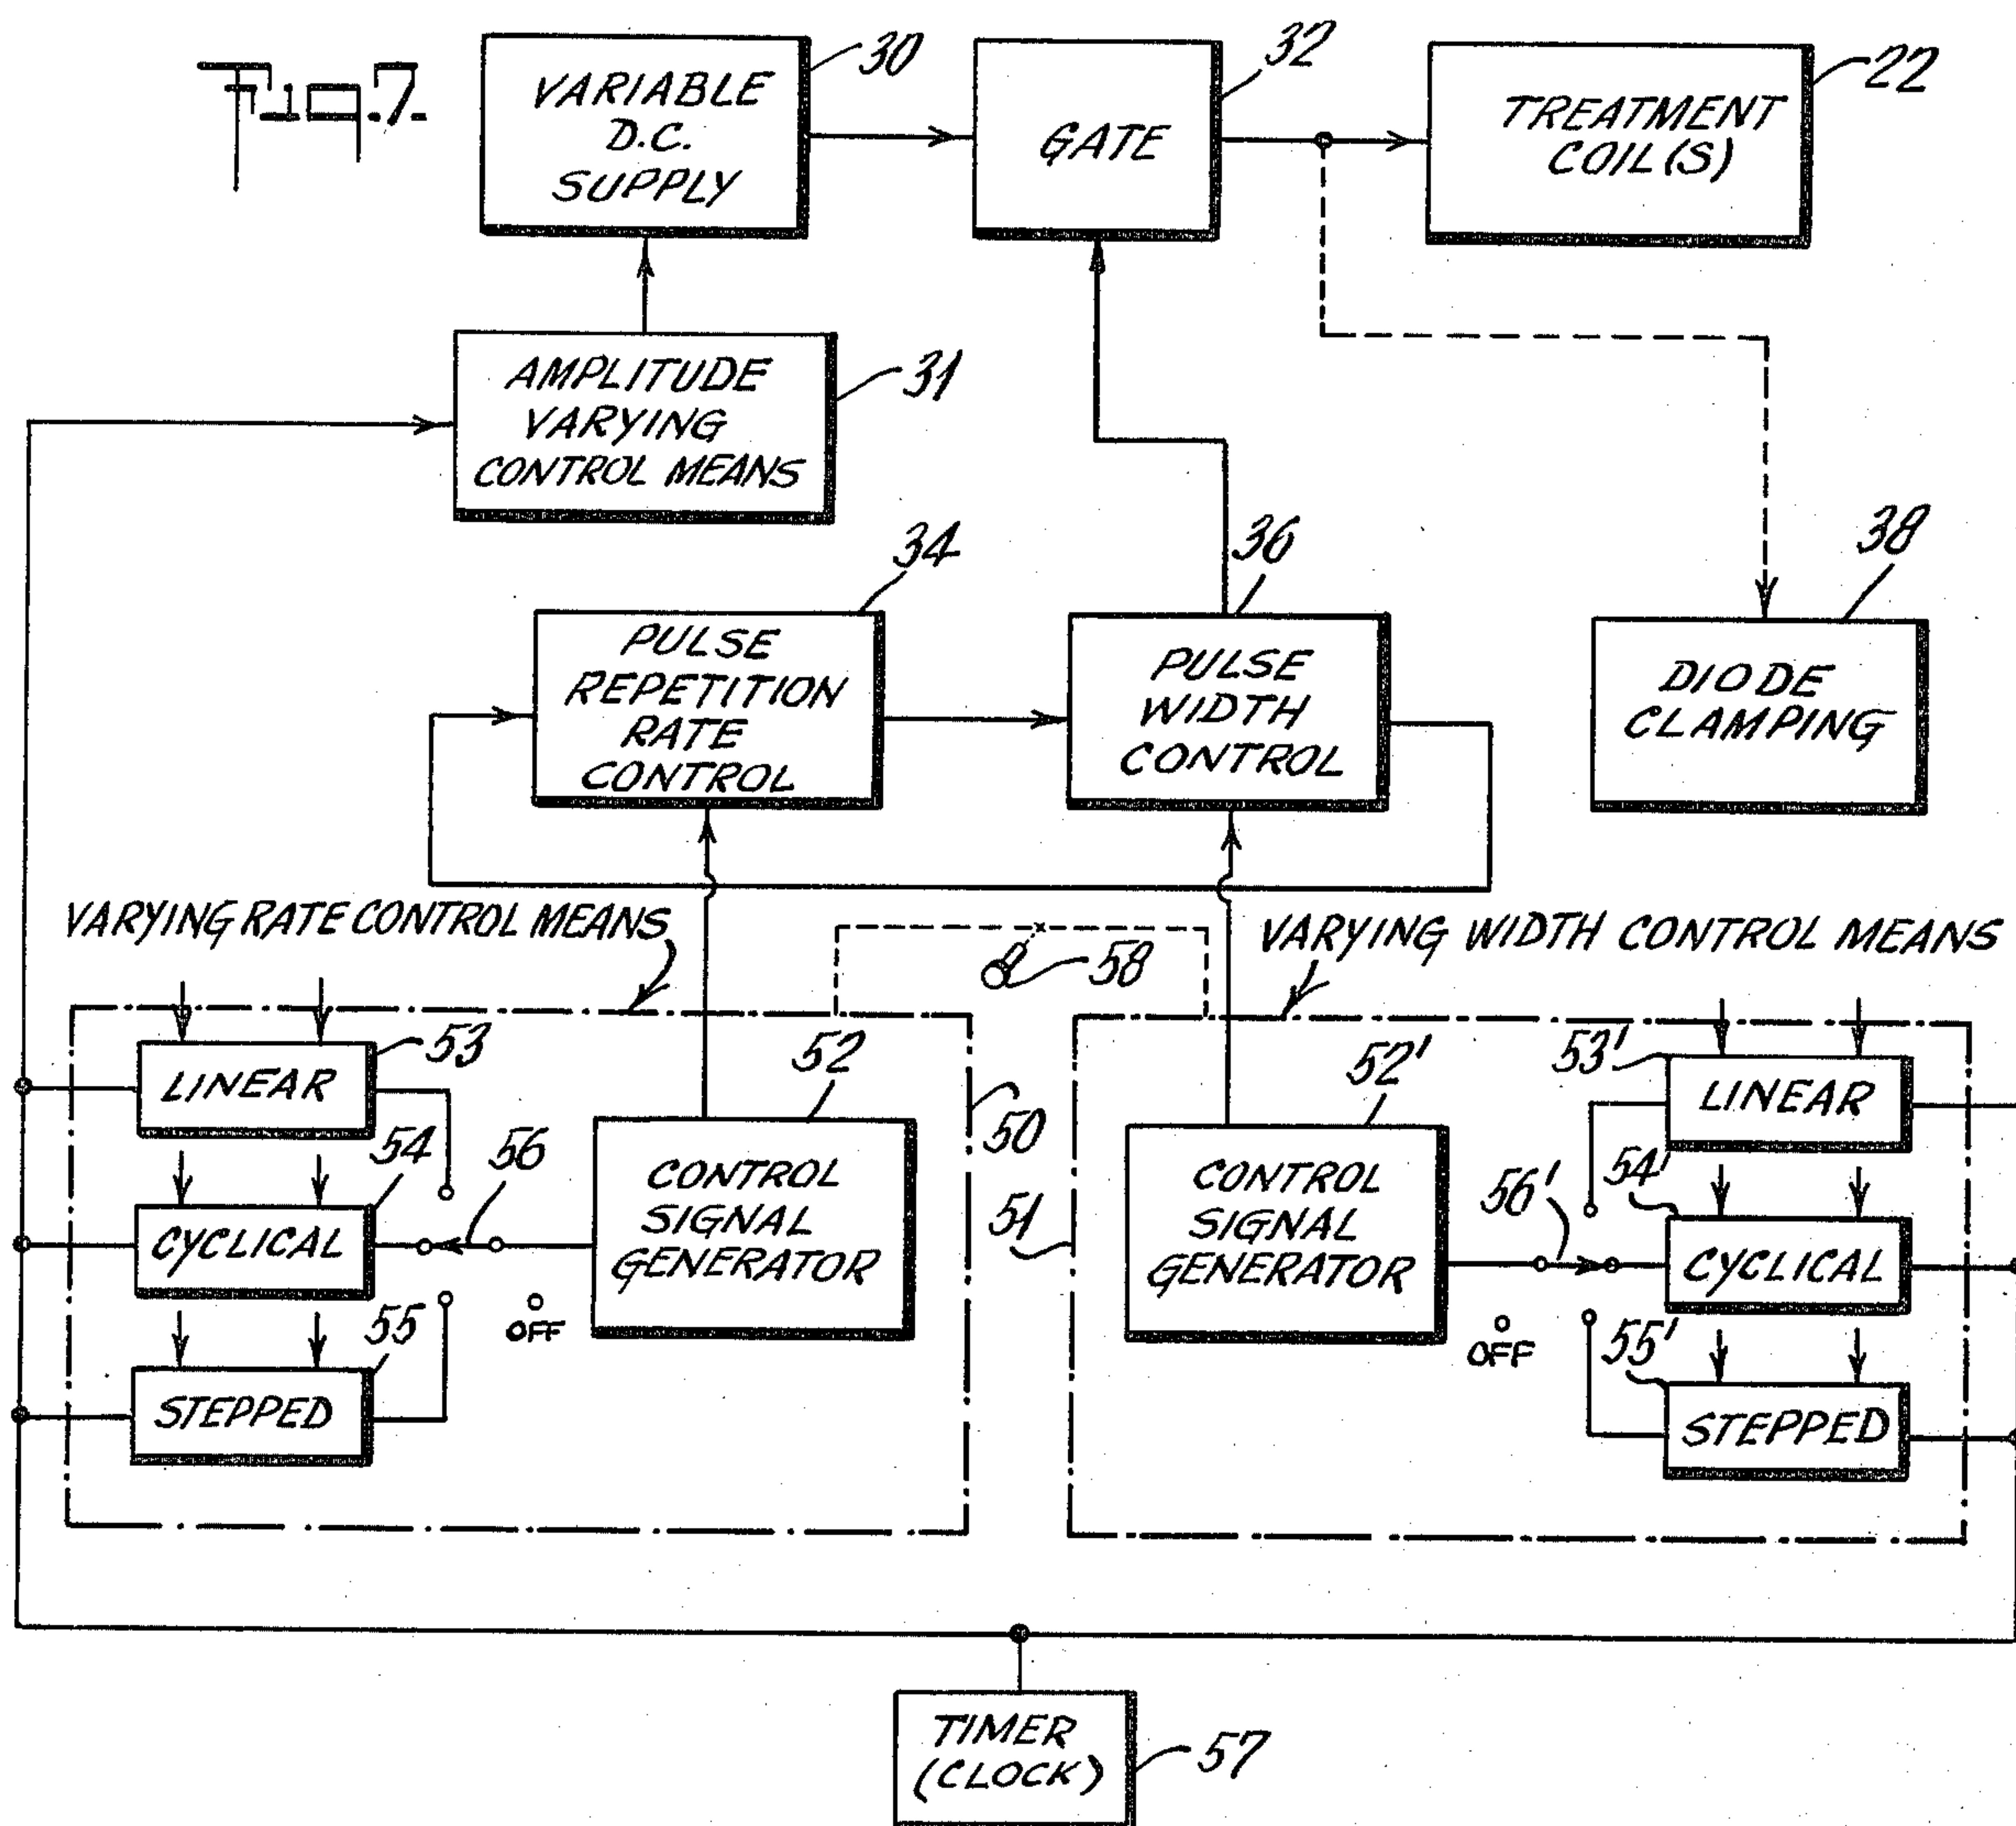 Fig.7.
30
32
22
VARIABLE
D.C.
SUPPLY
GATE
TREATMENT
COIL(S)
AMPLITUDE
VARYING
CONTROL MEANS
31
34
36
38
PULSE
REPETITION
RATE
CONTROL
PULSE
WIDTH
CONTROL
DIODE
CLAMPING
VARYING RATE CONTROL MEANS
58
VARYING WIDTH CONTROL MEANS
53
LINEAR
52
50
54
56
CYCLICAL
CONTROL
SIGNAL
GENERATOR
55
OFF
STEPPED
52'
53'
LINEAR
51
54'
56'
CONTROL
SIGNAL
GENERATOR
CYCLICAL
OFF
55'
STEPPED
TIMER
(CLOCK)
57